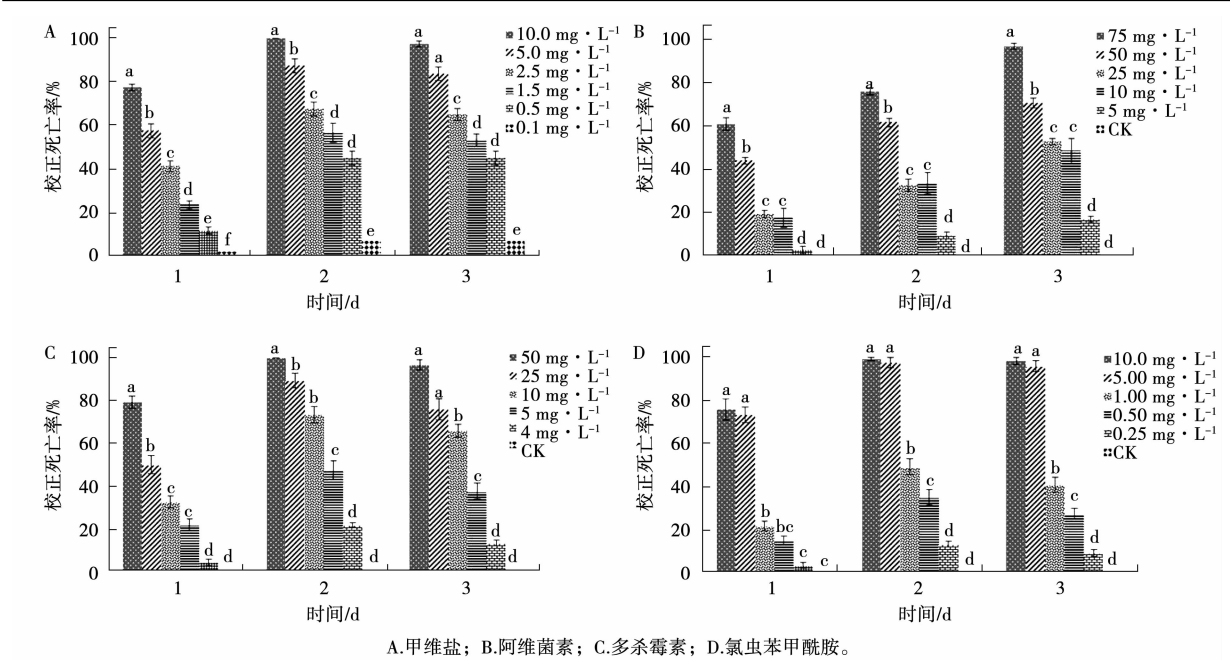 A
校正死亡率/%
100
80
60
40
20
0
a
b
c
d
e
f
a
b
c
d
d
e
a
a
c
d
d
e
1
2
3
时间/d
10.0 mg·L⁻¹
5.0 mg·L⁻¹
2.5 mg·L⁻¹
1.5 mg·L⁻¹
0.5 mg·L⁻¹
0.1 mg·L⁻¹
B
校正死亡率/%
100
80
60
40
20
0
a
b
c
c
d
d
a
b
c
c
d
d
a
b
c
c
d
d
1
2
3
时间/d
75 mg·L⁻¹
50 mg·L⁻¹
25 mg·L⁻¹
10 mg·L⁻¹
5 mg·L⁻¹
CK
C
校正死亡率/%
100
80
60
40
20
0
a
b
c
c
d
d
a
b
b
c
d
d
a
a
b
c
d
d
1
2
3
时间/d
50 mg·L⁻¹
25 mg·L⁻¹
10 mg·L⁻¹
5 mg·L⁻¹
4 mg·L⁻¹
CK
D
校正死亡率/%
100
80
60
40
20
0
a
a
b
bc
c
c
a
a
b
c
d
d
a
a
b
c
d
d
1
2
3
时间/d
10.0 mg·L⁻¹
5.00 mg·L⁻¹
1.00 mg·L⁻¹
0.50 mg·L⁻¹
0.25 mg·L⁻¹
CK
A.甲维盐；B.阿维菌素；C.多杀霉素；D.氯虫苯甲酰胺。